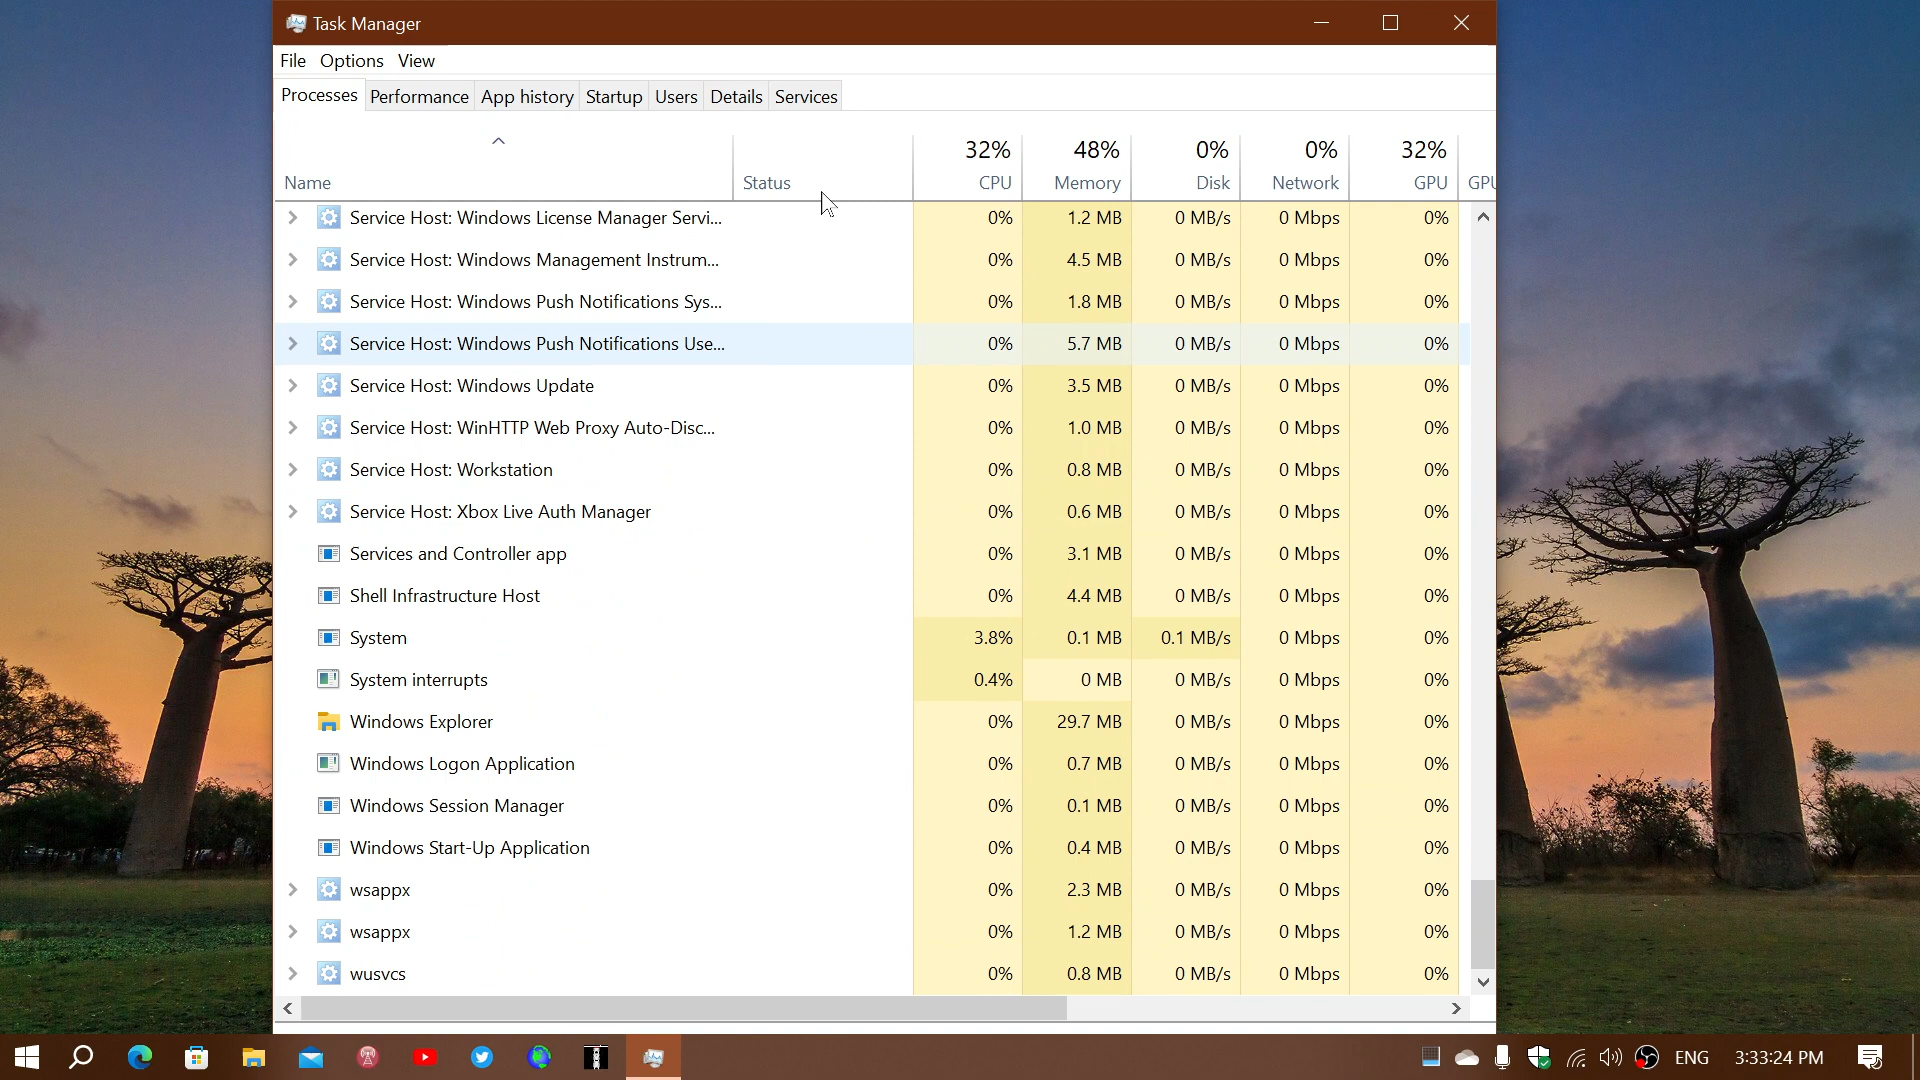 Task Manager
File Options View
Processes Performance App history Startup Users Details Services
32% 48% 0% 0% 32%
Name Status CPU Memory Disk Network GPU GPU
Service Host: Windows License Manager Servi... 0% 1.2 MB 0 MB/s 0 Mbps 0%
Service Host: Windows Management Instrum... 0% 4.5 MB 0 MB/s 0 Mbps 0%
Service Host: Windows Push Notifications Sys... 0% 1.8 MB 0 MB/s 0 Mbps 0%
Service Host: Windows Push Notifications Use... 0% 5.7 MB 0 MB/s 0 Mbps 0%
Service Host: Windows Update 0% 3.5 MB 0 MB/s 0 Mbps 0%
Service Host: WinHTTP Web Proxy Auto-Disc... 0% 1.0 MB 0 MB/s 0 Mbps 0%
Service Host: Workstation 0% 0.8 MB 0 MB/s 0 Mbps 0%
Service Host: Xbox Live Auth Manager 0% 0.6 MB 0 MB/s 0 Mbps 0%
Services and Controller app 0% 3.1 MB 0 MB/s 0 Mbps 0%
Shell Infrastructure Host 0% 4.4 MB 0 MB/s 0 Mbps 0%
System 3.8% 0.1 MB 0.1 MB/s 0 Mbps 0%
System interrupts 0.4% 0 MB 0 MB/s 0 Mbps 0%
Windows Explorer 0% 29.7 MB 0 MB/s 0 Mbps 0%
Windows Logon Application 0% 0.7 MB 0 MB/s 0 Mbps 0%
Windows Session Manager 0% 0.1 MB 0 MB/s 0 Mbps 0%
Windows Start-Up Application 0% 0.4 MB 0 MB/s 0 Mbps 0%
wsappx 0% 2.3 MB 0 MB/s 0 Mbps 0%
wsappx 0% 1.2 MB 0 MB/s 0 Mbps 0%
wusvcs 0% 0.8 MB 0 MB/s 0 Mbps 0%
ENG 3:33:24 PM